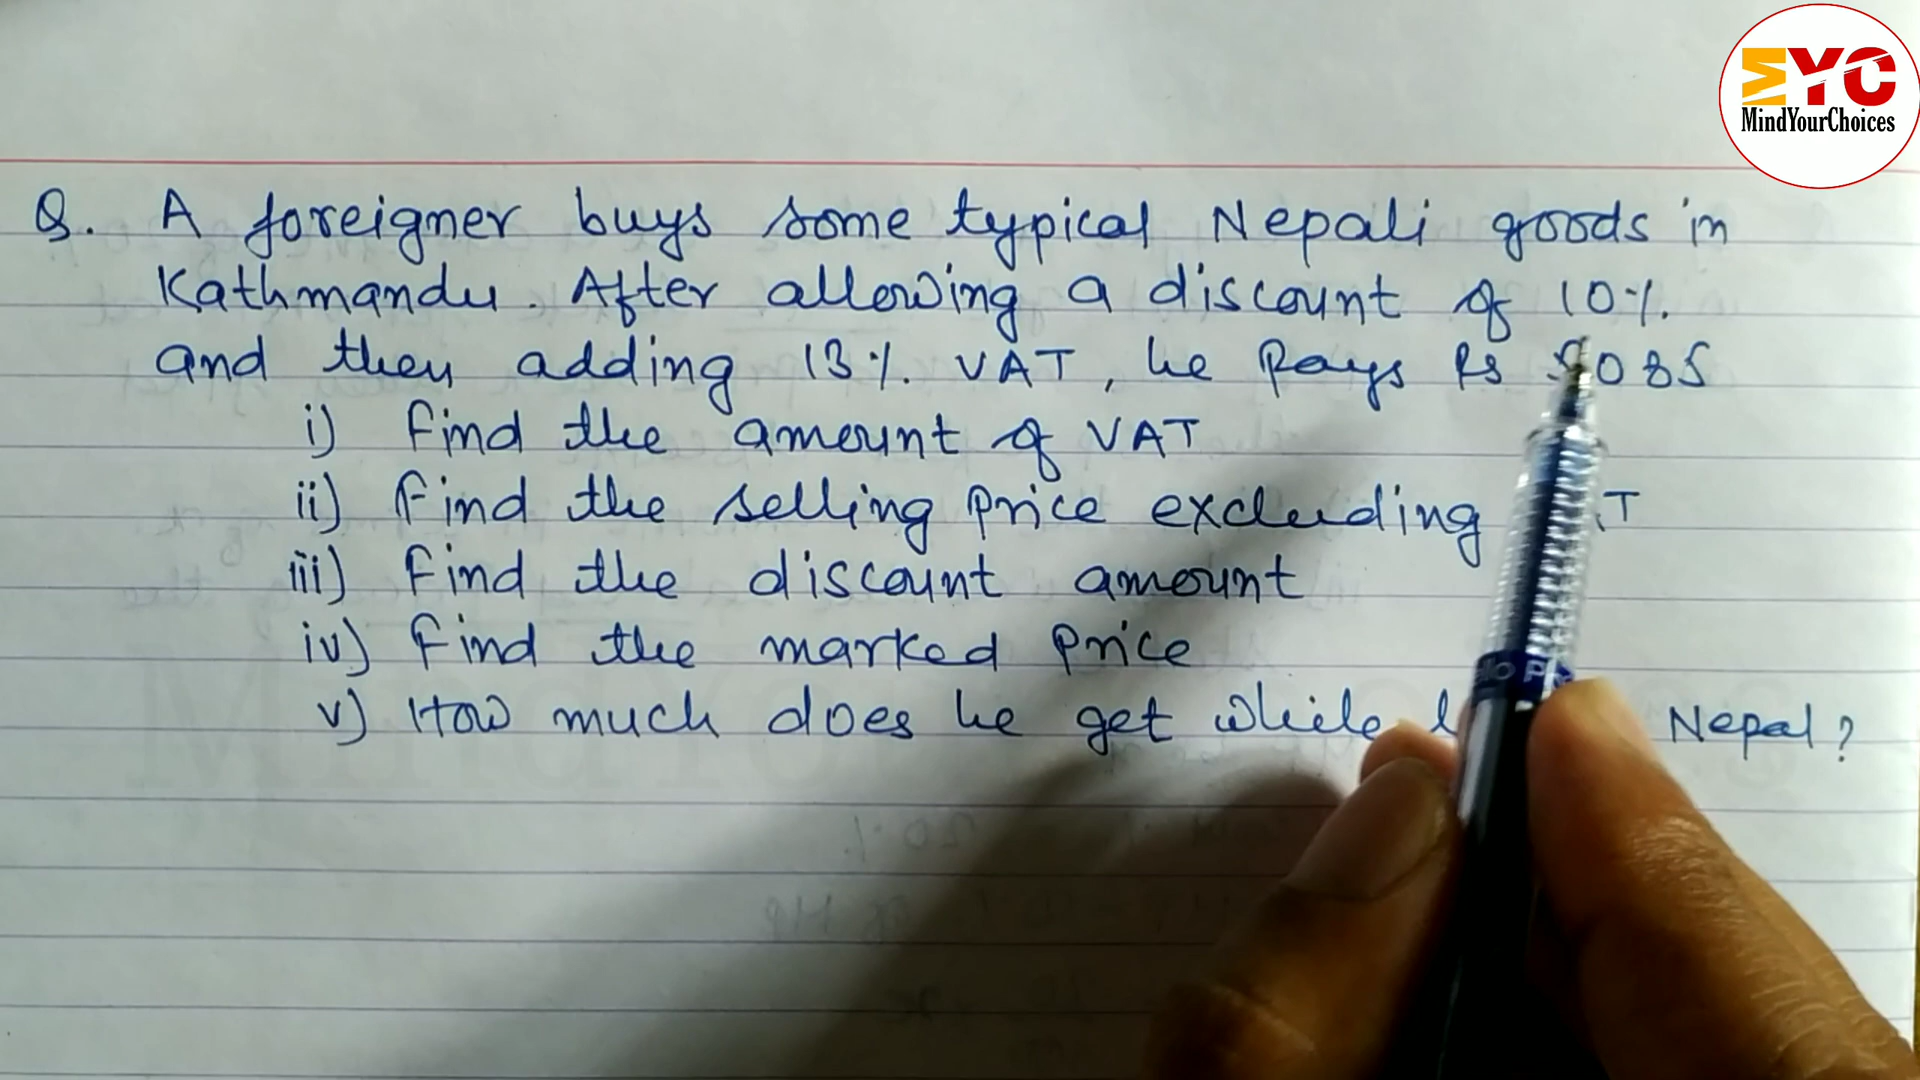 MYC
MindYourChoices
Q. A foreigner buys some typical Nepali goods in
Kathmandu. After allowing a discount of 10%
and then adding 13% VAT, he pays Rs 5085
i) Find the amount of VAT
ii) Find the selling price excluding
iii) Find the discount amount
iv) Find the marked price
v) How much does he get while Nepal?